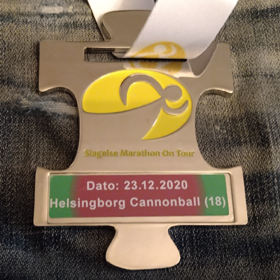 Slagelse Marathon On Tour
Dato: 23.12.2020
Helsingborg Cannonball (18)